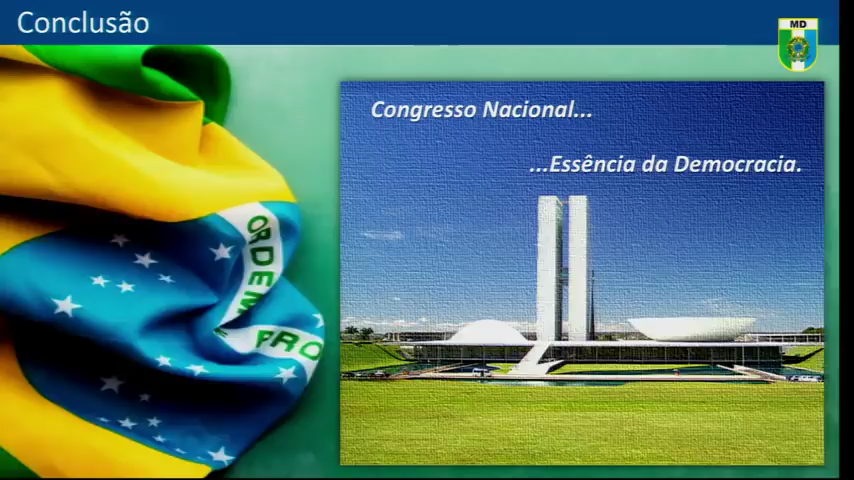 Conclusão
MD
Congresso Nacional...
...Essência da Democracia.
ORDEM E PRO